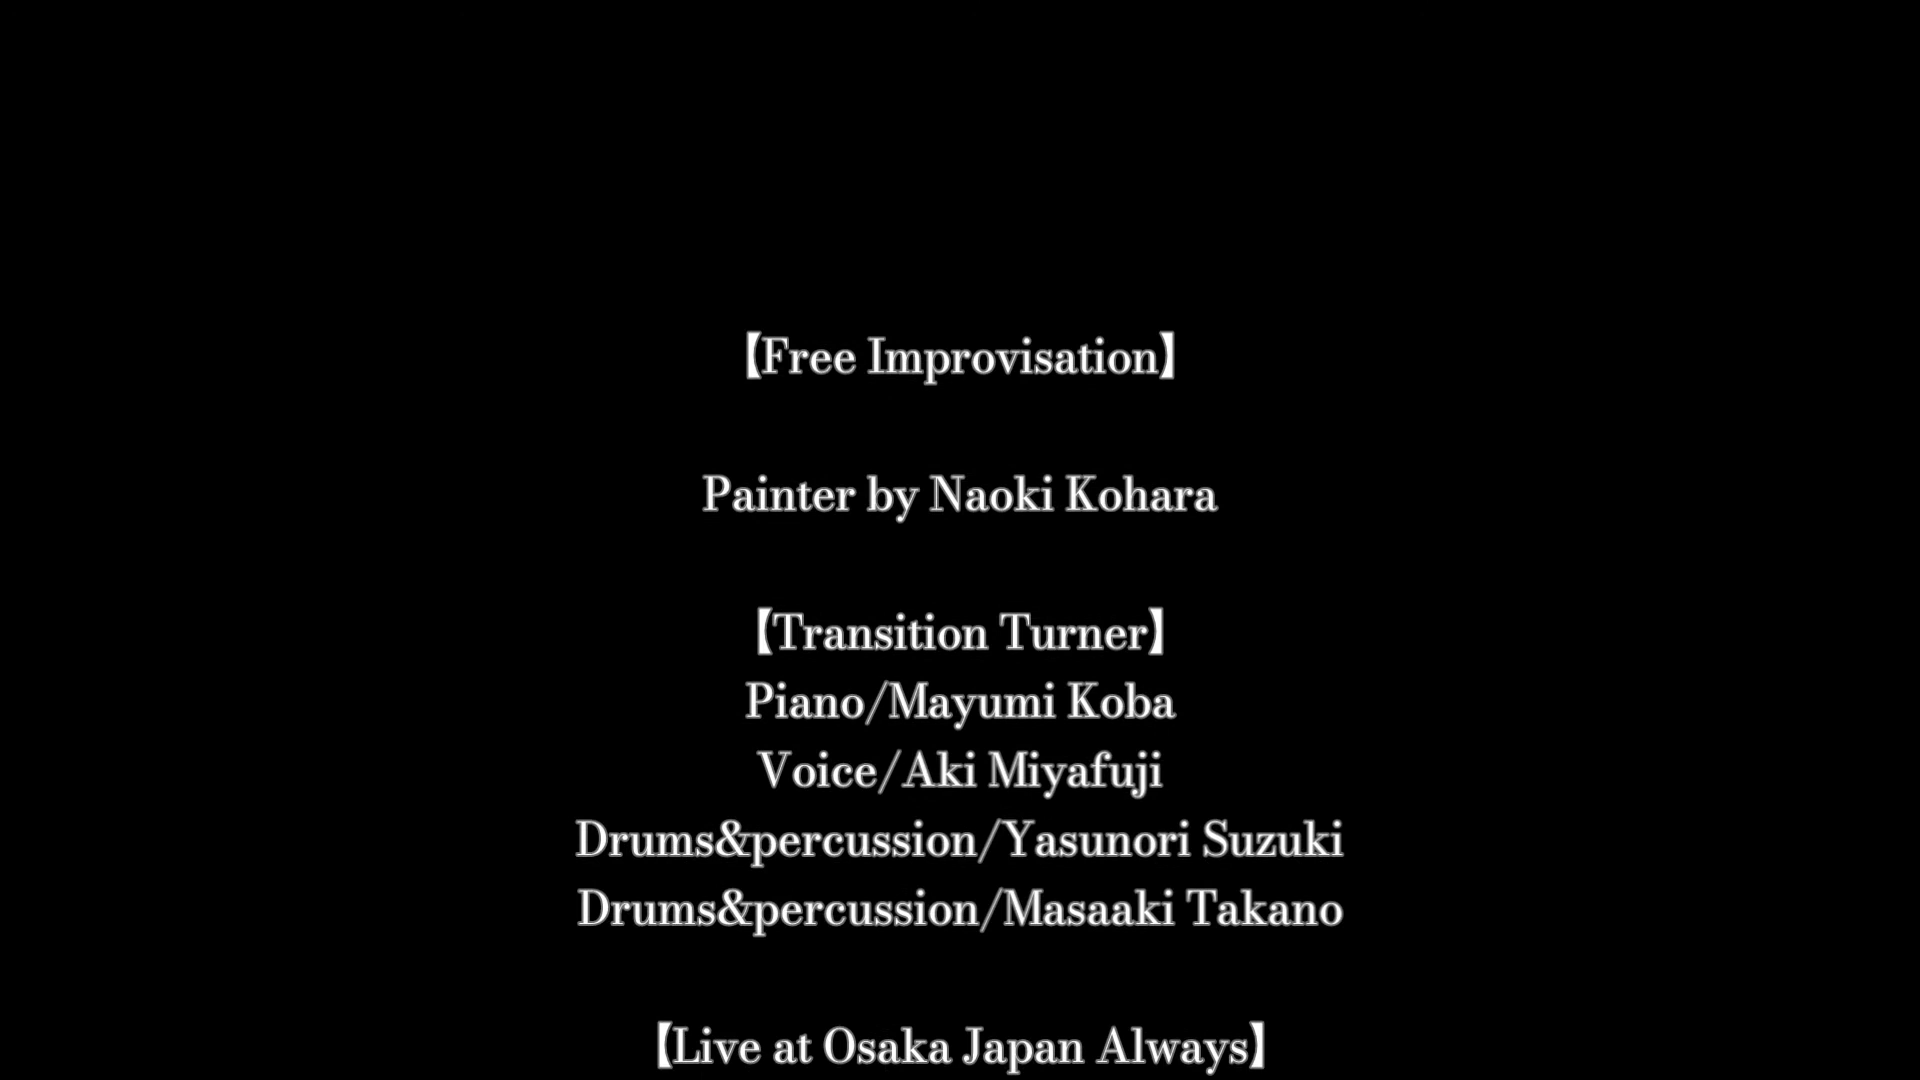 【Free Improvisation】
Painter by Naoki Kohara
【Transition Turner】
Piano/Mayumi Koba
Voice/Aki Miyafuji
Drums&percussion/Yasunori Suzuki
Drums&percussion/Masaaki Takano
【Live at Osaka Japan Always】